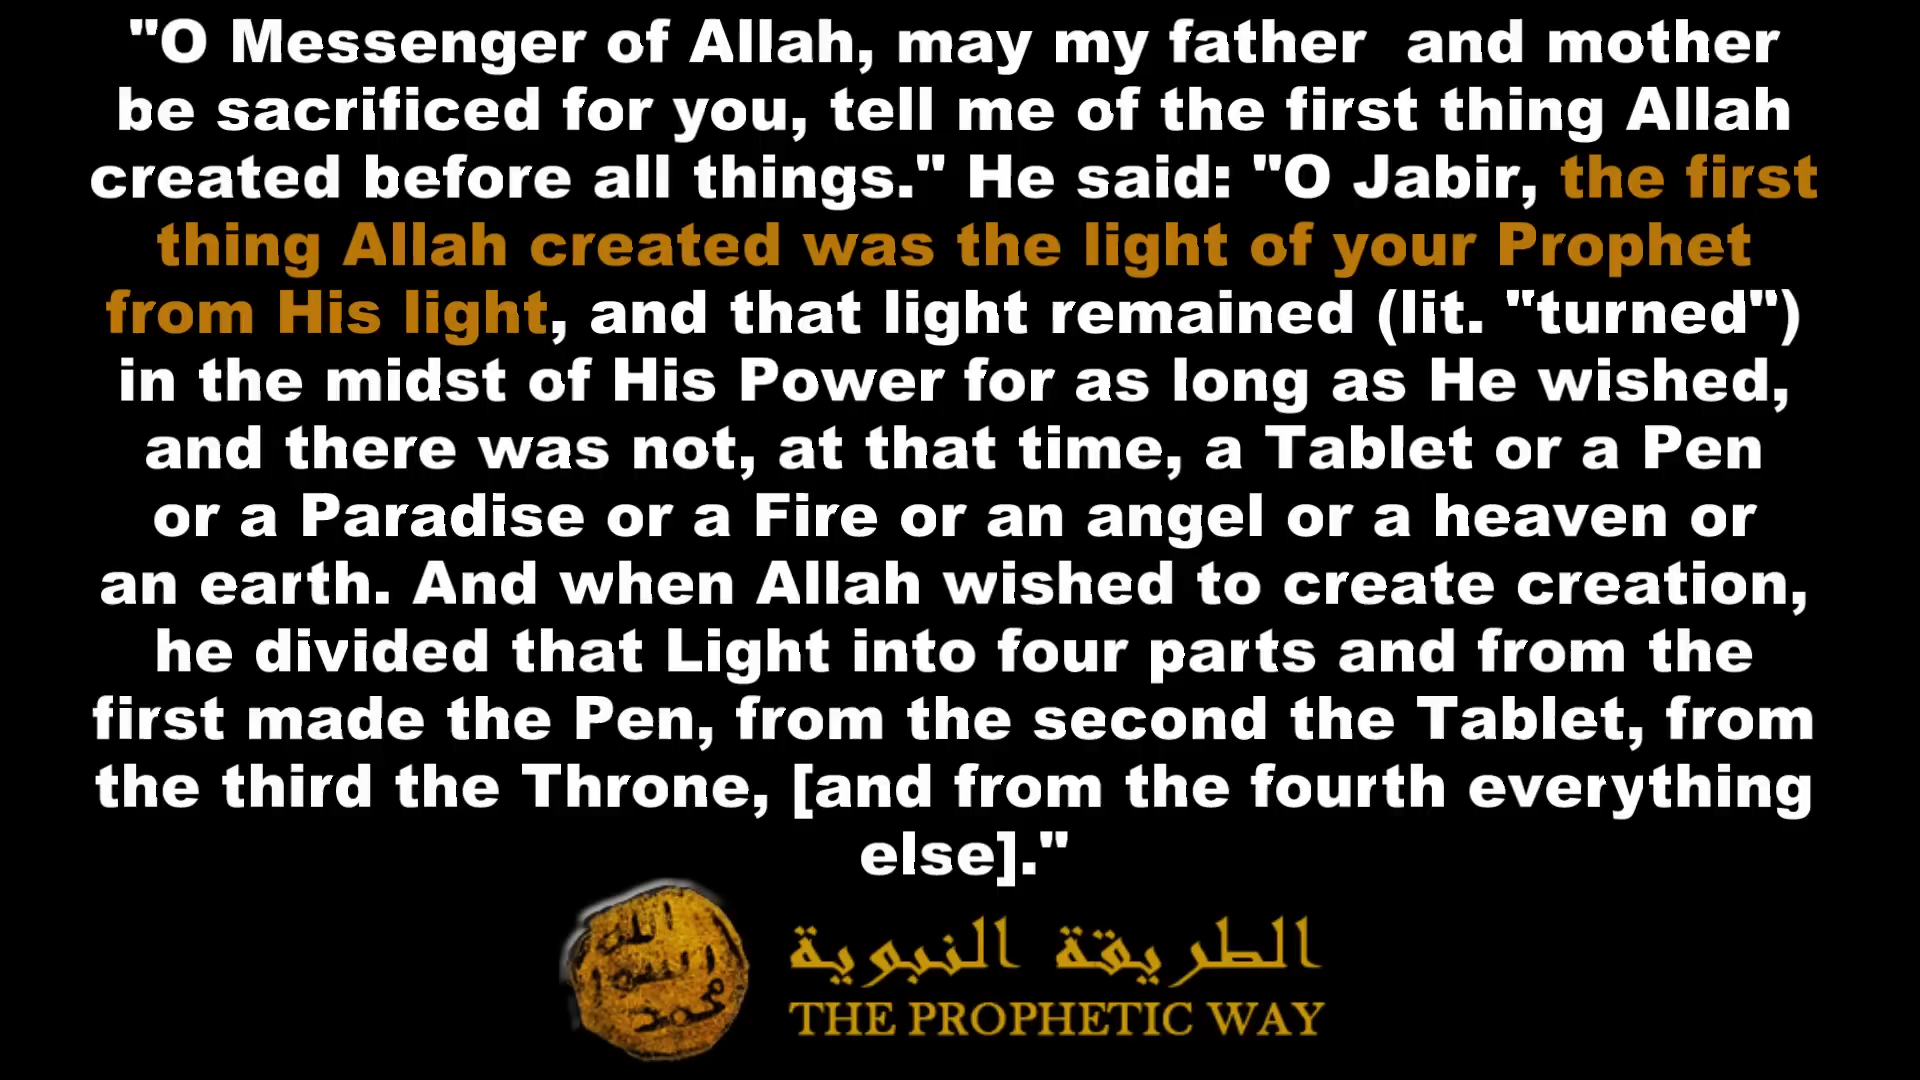 "O Messenger of Allah, may my father  and mother
be sacrificed for you, tell me of the first thing Allah
created before all things." He said: "O Jabir, the first
thing Allah created was the light of your Prophet
from His light, and that light remained (lit. "turned")
in the midst of His Power for as long as He wished,
and there was not, at that time, a Tablet or a Pen
or a Paradise or a Fire or an angel or a heaven or
an earth. And when Allah wished to create creation,
he divided that Light into four parts and from the
first made the Pen, from the second the Tablet, from
the third the Throne, [and from the fourth everything
else]."
الله
رسول
محمد
الطريقة النبوية
THE PROPHETIC WAY